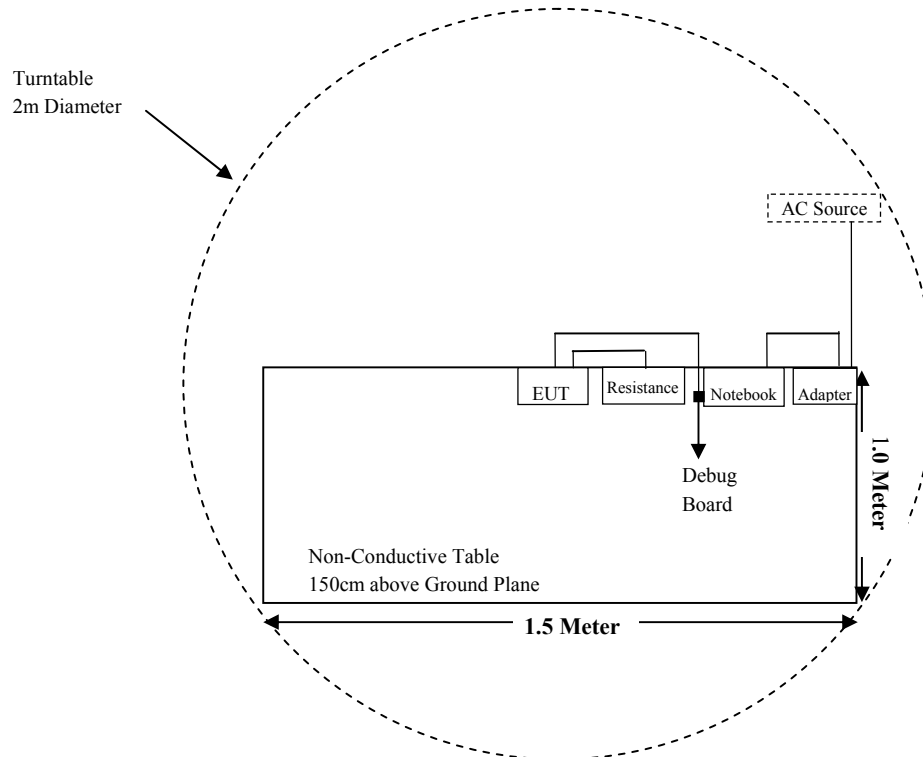 Turntable
2m Diameter
AC Source
EUT
Resistance
Notebook
Adapter
Debug
Board
1.0 Meter
Non-Conductive Table
150cm above Ground Plane
1.5 Meter